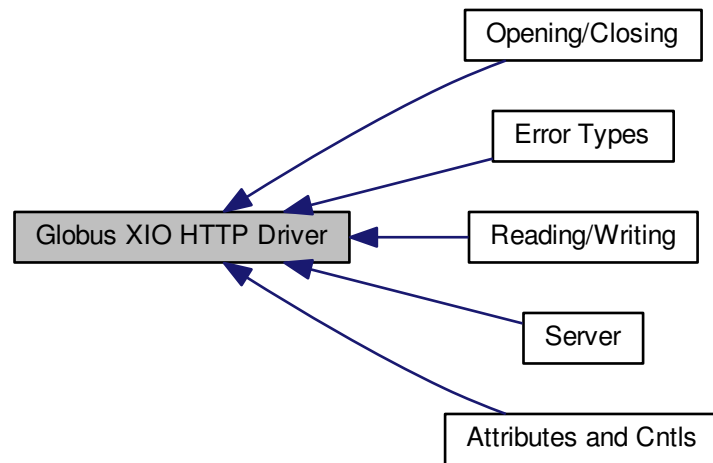 Opening/Closing
Error Types
Globus XIO HTTP Driver
Reading/Writing
Server
Attributes and Cntls